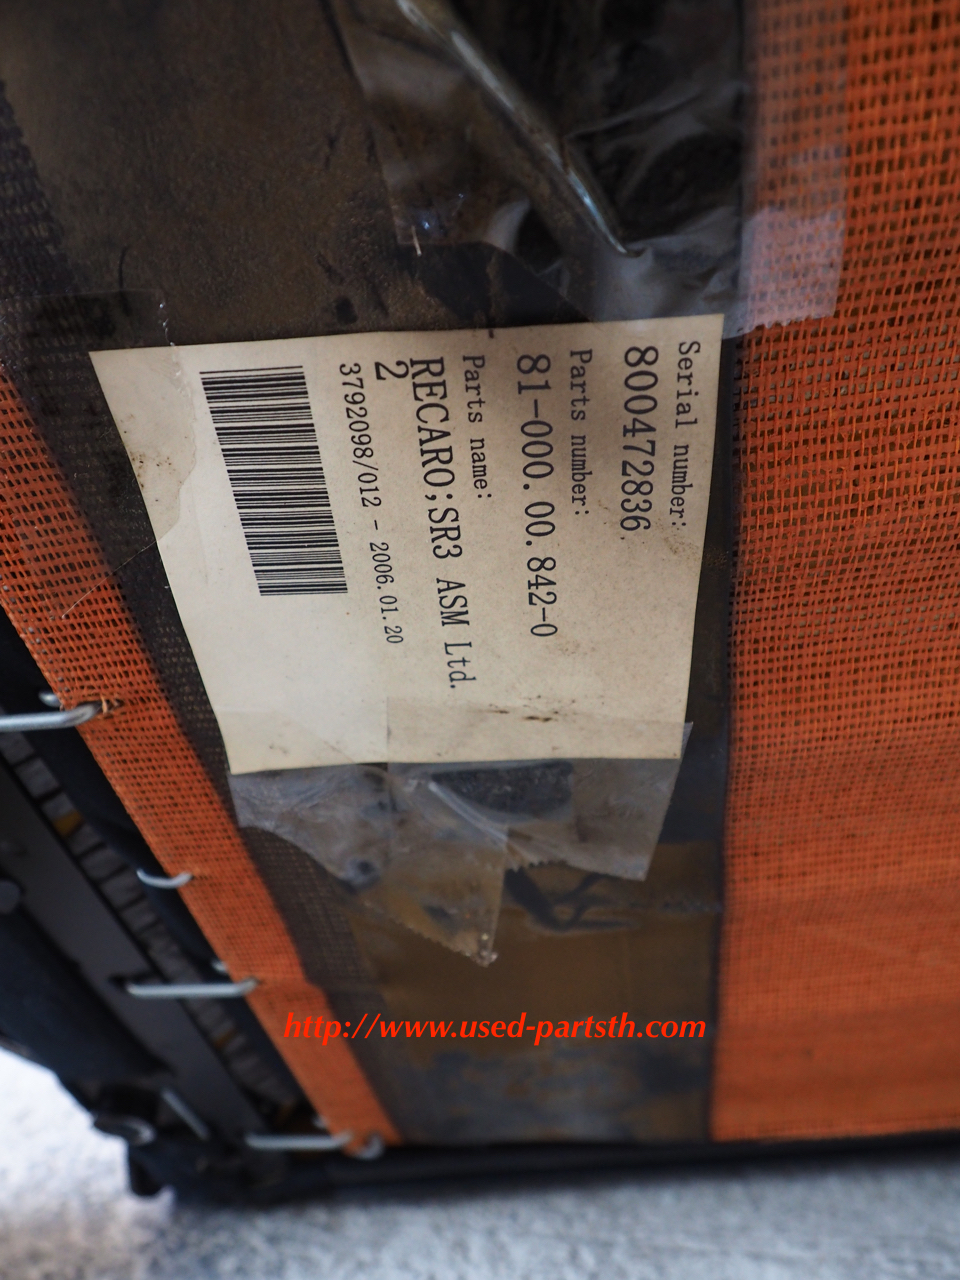 Serial number:
800472836
Parts number:
81-000.00.842-0
Parts name:
RECARO;SR3 ASM Ltd.
2
3792098/012 - 2006.01.20
http://www.used-partsth.com